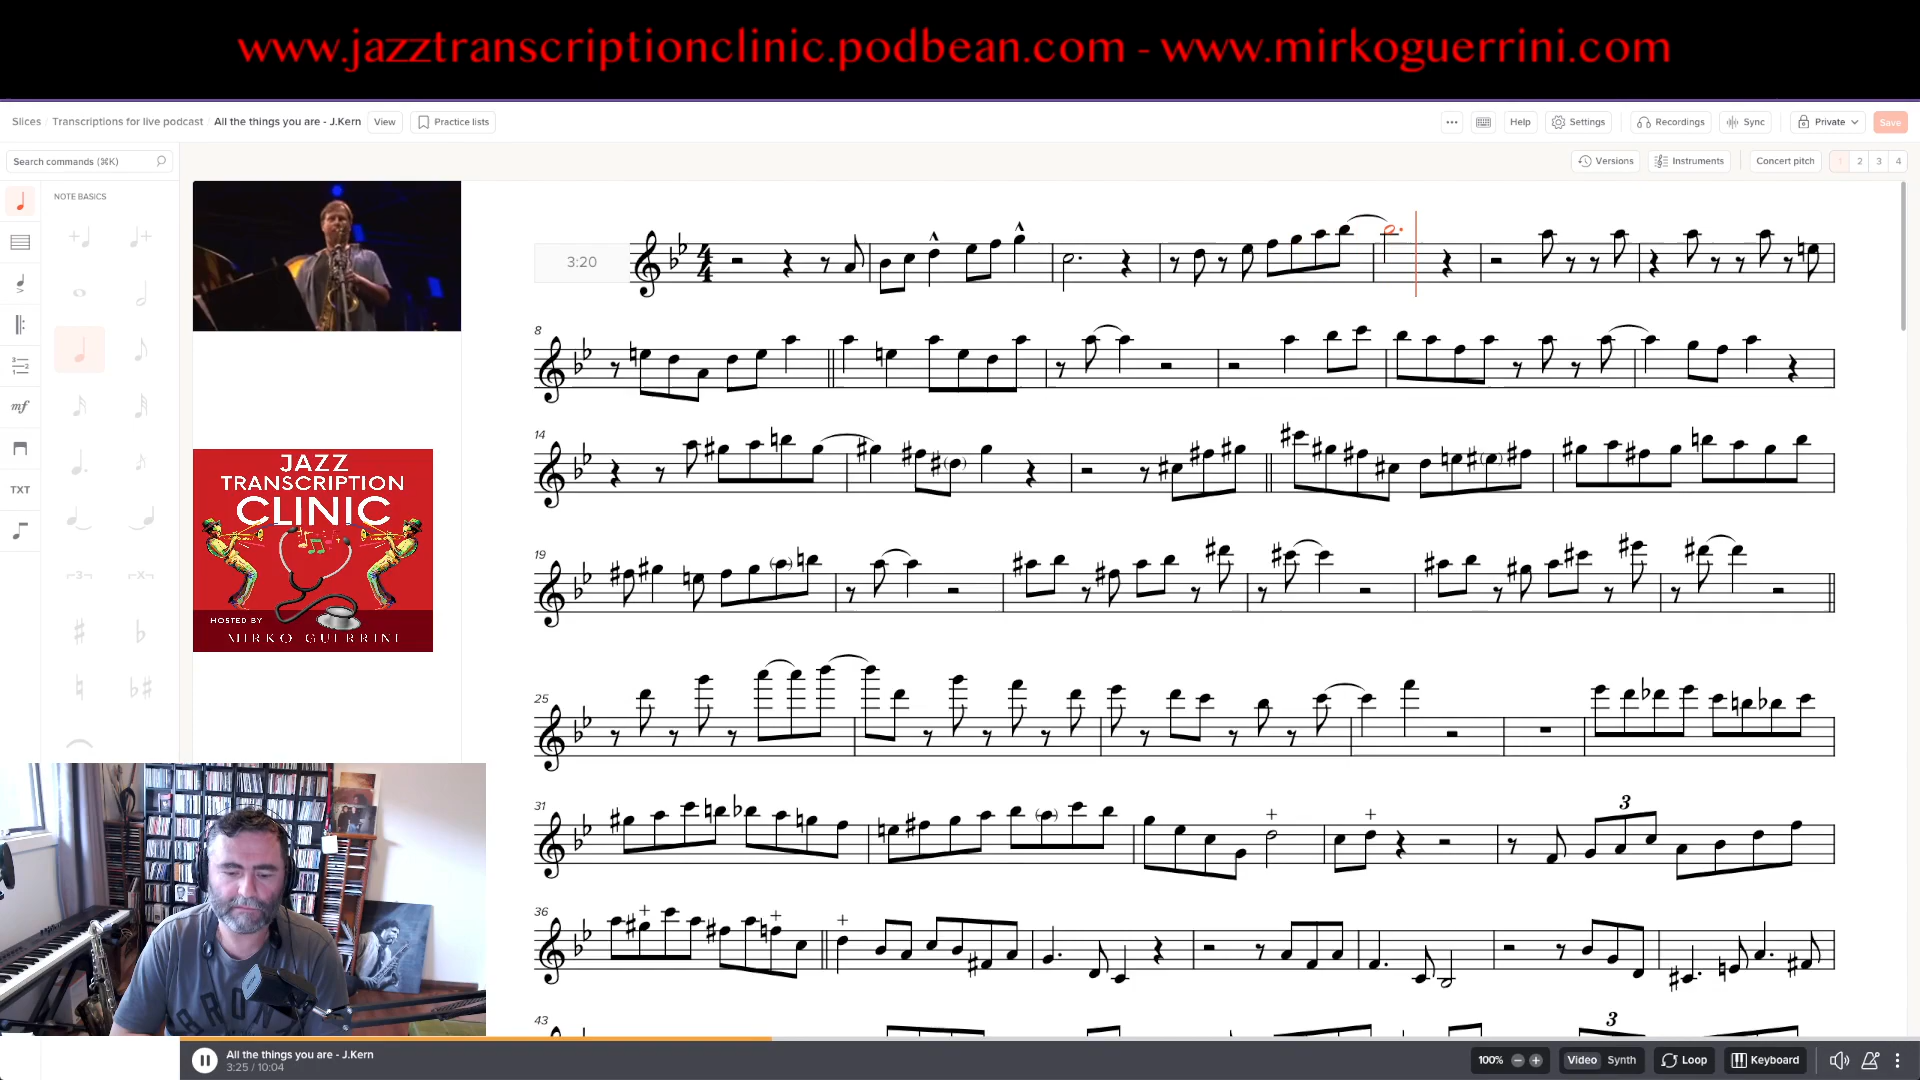 www.jazztranscriptionclinic.podbean.com - www.mirkoguerrini.com
Slices / Transcriptions for live podcast / All the things you are - J.Kern View Practice lists
... Help Settings Recordings Sync Private Save
Search commands (⌘K)
Versions Instruments Concert pitch 1 2 3 4
NOTE BASICS
3:20
8
mf
14
JAZZ
TRANSCRIPTION
CLINIC
TXT
19
HOSTED BY
MIRKO GUERRINI
25
31
3
36
43
3
All the things you are - J.Kern
3:25 / 10:04
100% Video Synth Loop Keyboard